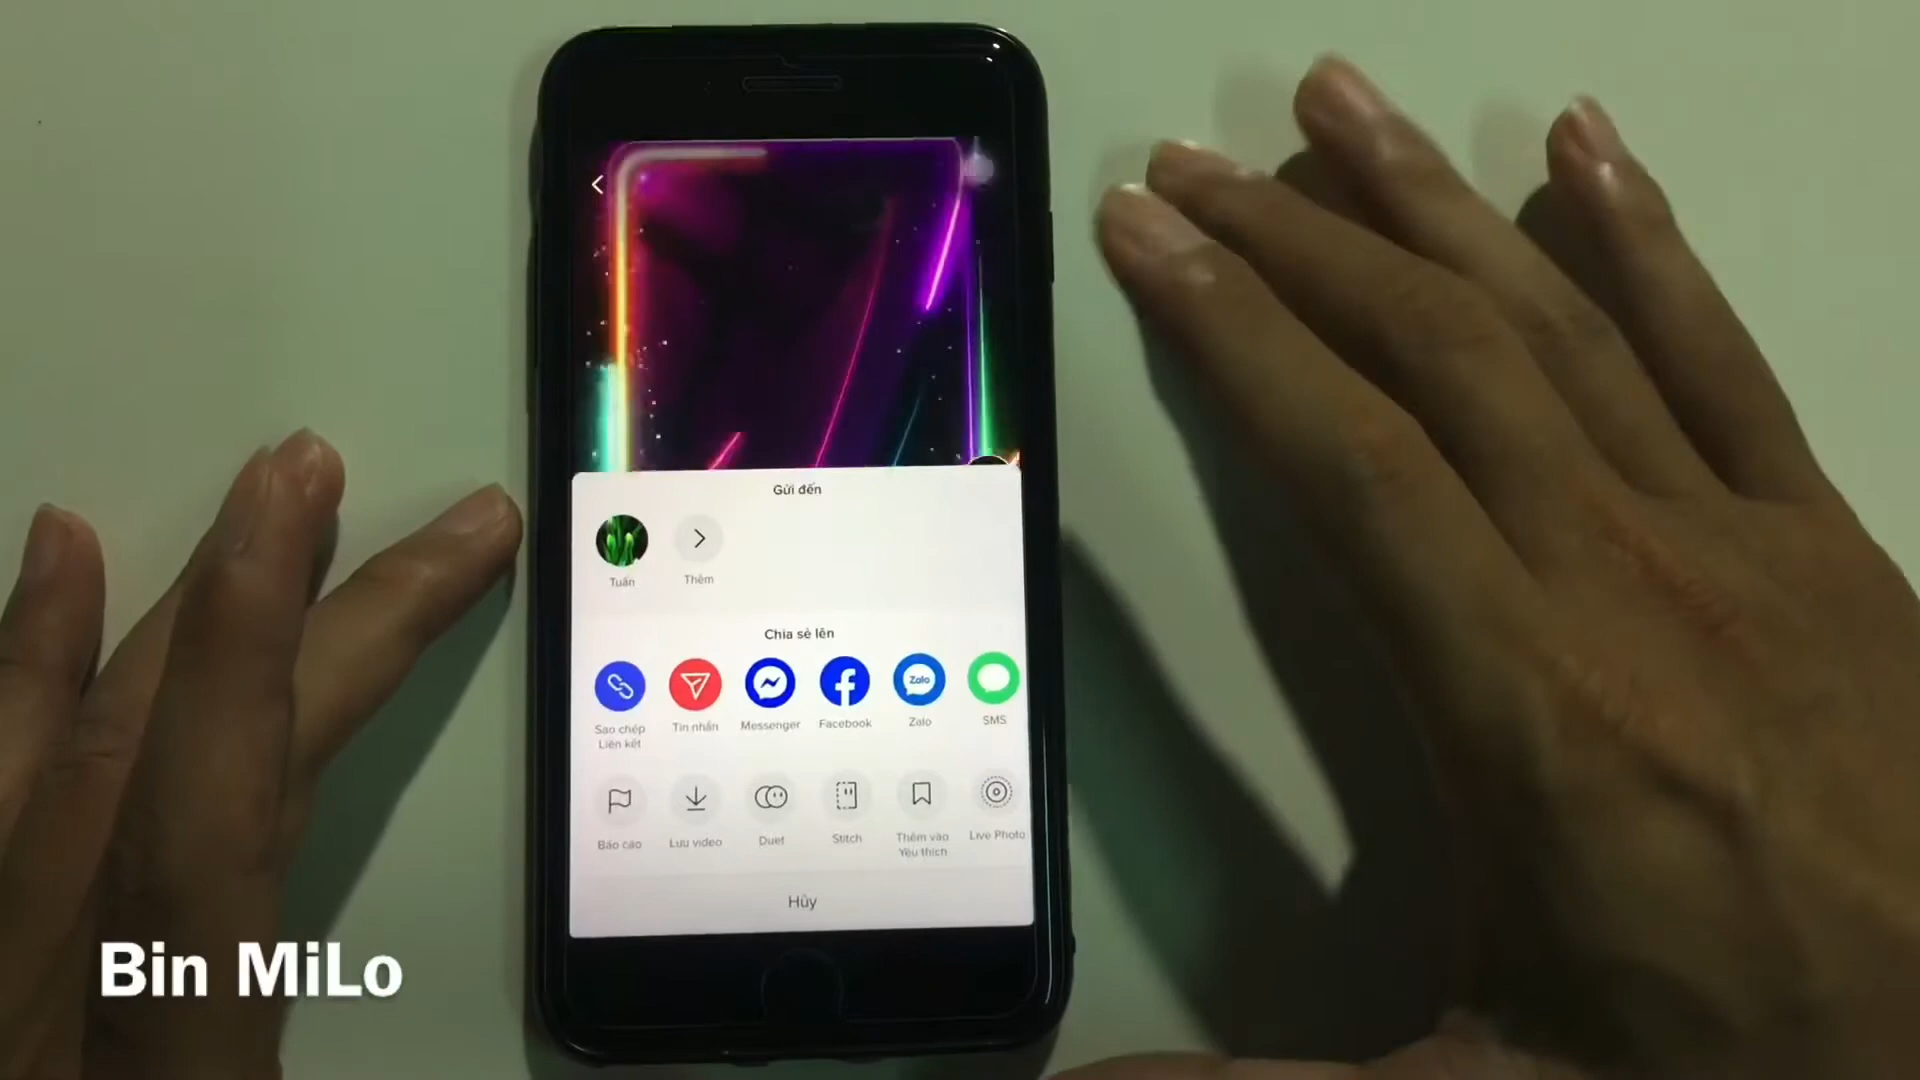 Gửi đến
Tuấn
Thêm
Chia sẻ lên
Zalo
Sao chép
Liên kết
Tin nhắn
Messenger
Facebook
Zalo
SMS
Báo cáo
Lưu video
Duet
Stitch
Thêm vào
Yêu thích
Live Photo
Hủy
Bin MiLo